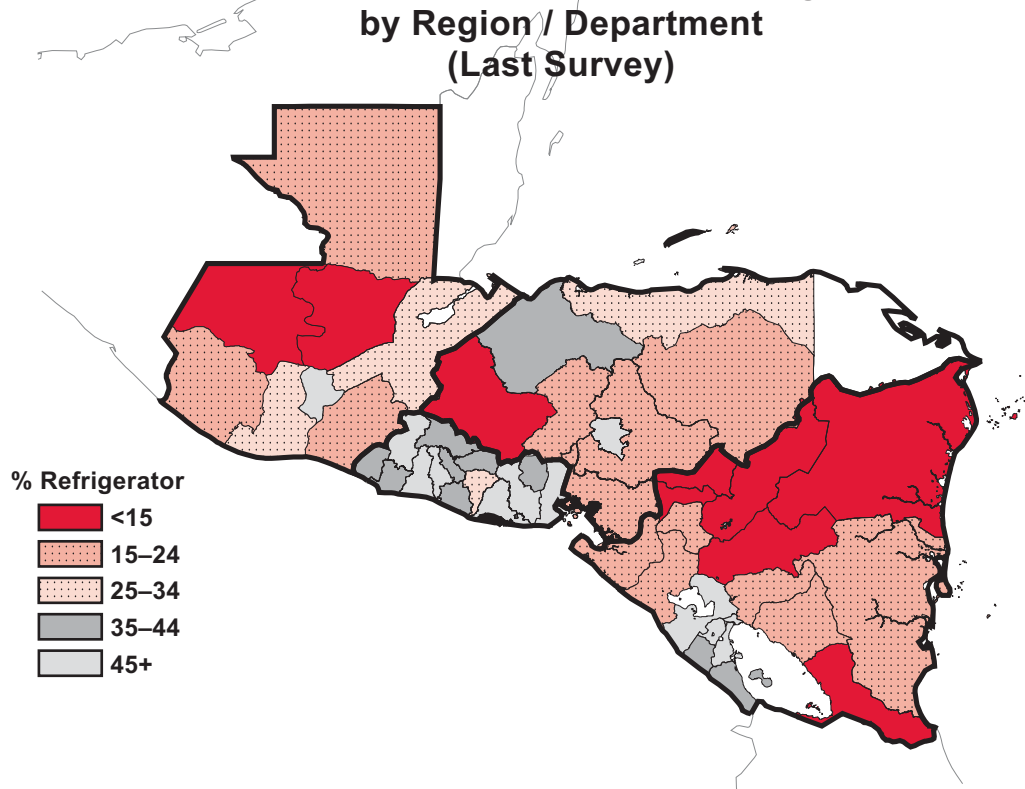 by Region / Department
(Last Survey)
% Refrigerator
<15
15–24
25–34
35–44
45+